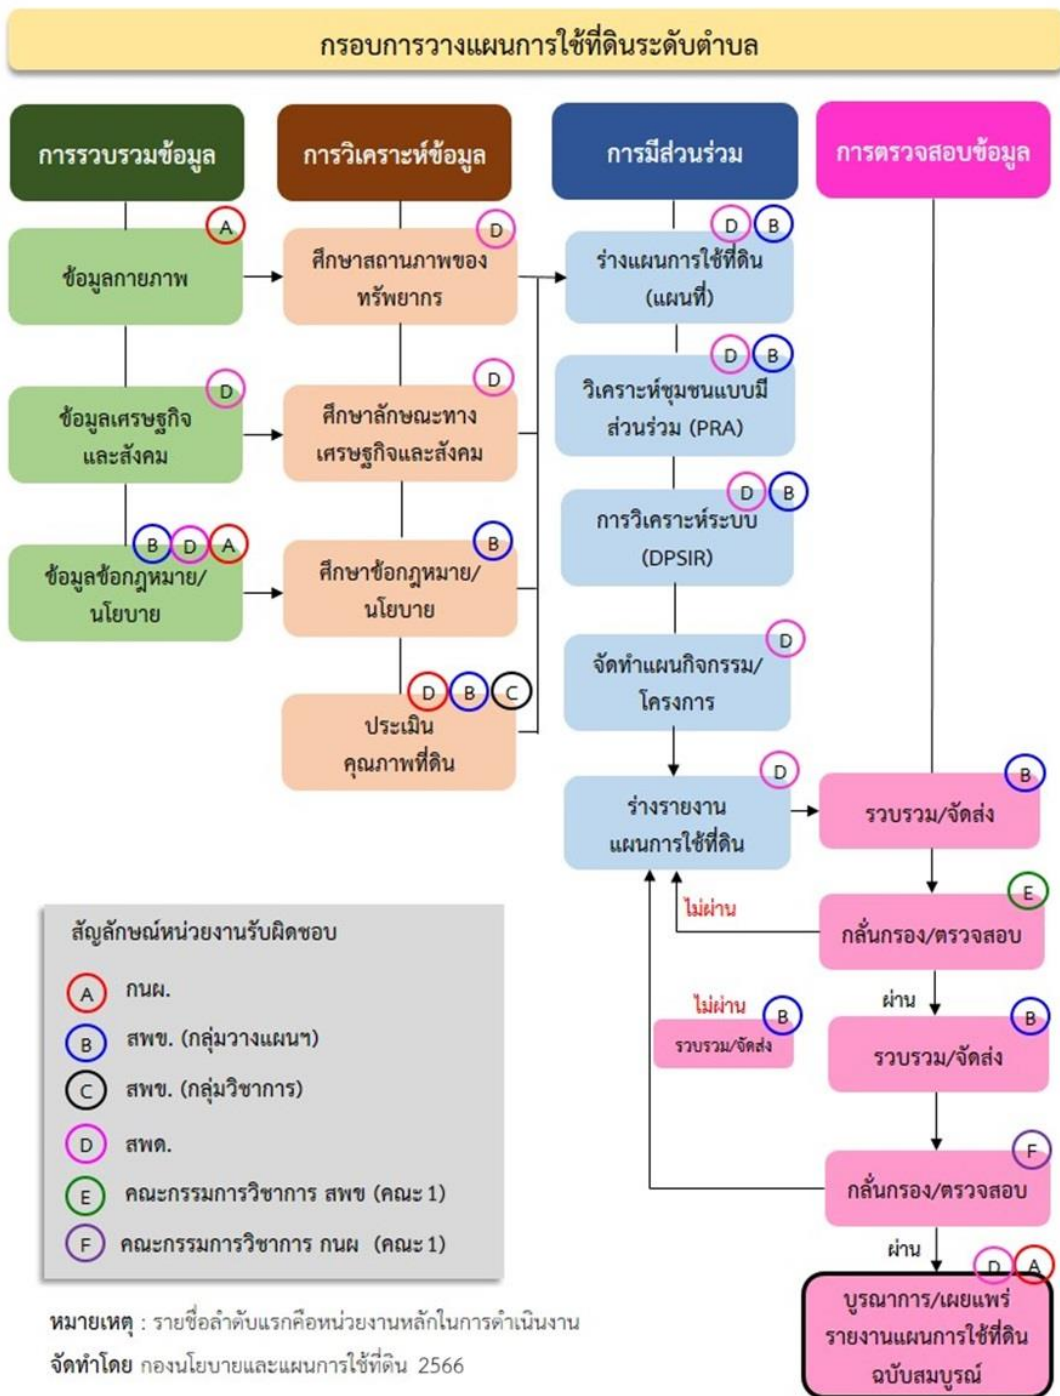 กรอบการวางแผนการใช้ที่ดินระดับตำบล
การรวบรวมข้อมูล
A
ข้อมูลกายภาพ
D
ข้อมูลเศรษฐกิจ
และสังคม
B D A
ข้อมูลข้อกฎหมาย/
นโยบาย
การวิเคราะห์ข้อมูล
D
ศึกษาสถานภาพของ
ทรัพยากร
D
ศึกษาลักษณะทาง
เศรษฐกิจและสังคม
B
ศึกษาข้อกฎหมาย/
นโยบาย
D B C
ประเมิน
คุณภาพที่ดิน
การมีส่วนร่วม
D B
ร่างแผนการใช้ที่ดิน
(แผนที่)
D B
วิเคราะห์ชุมชนแบบมี
ส่วนร่วม (PRA)
D B
การวิเคราะห์ระบบ
(DPSIR)
D
จัดทำแผนกิจกรรม/
โครงการ
D
ร่างรายงาน
แผนการใช้ที่ดิน
การตรวจสอบข้อมูล
B
รวบรวม/จัดส่ง
E
กลั่นกรอง/ตรวจสอบ
ไม่ผ่าน
ผ่าน
B
รวบรวม/จัดส่ง
ไม่ผ่าน
B
รวบรวม/จัดส่ง
F
กลั่นกรอง/ตรวจสอบ
ผ่าน
D A
บูรณาการ/เผยแพร่
รายงานแผนการใช้ที่ดิน
ฉบับสมบูรณ์
สัญลักษณ์หน่วยงานรับผิดชอบ
A กนผ.
B สพข. (กลุ่มวางแผนฯ)
C สพข. (กลุ่มวิชาการ)
D สพด.
E คณะกรรมการวิชาการ สพข (คณะ 1)
F คณะกรรมการวิชาการ กนผ (คณะ 1)
หมายเหตุ : รายชื่อลำดับแรกคือหน่วยงานหลักในการดำเนินงาน
จัดทำโดย กองนโยบายและแผนการใช้ที่ดิน 2566